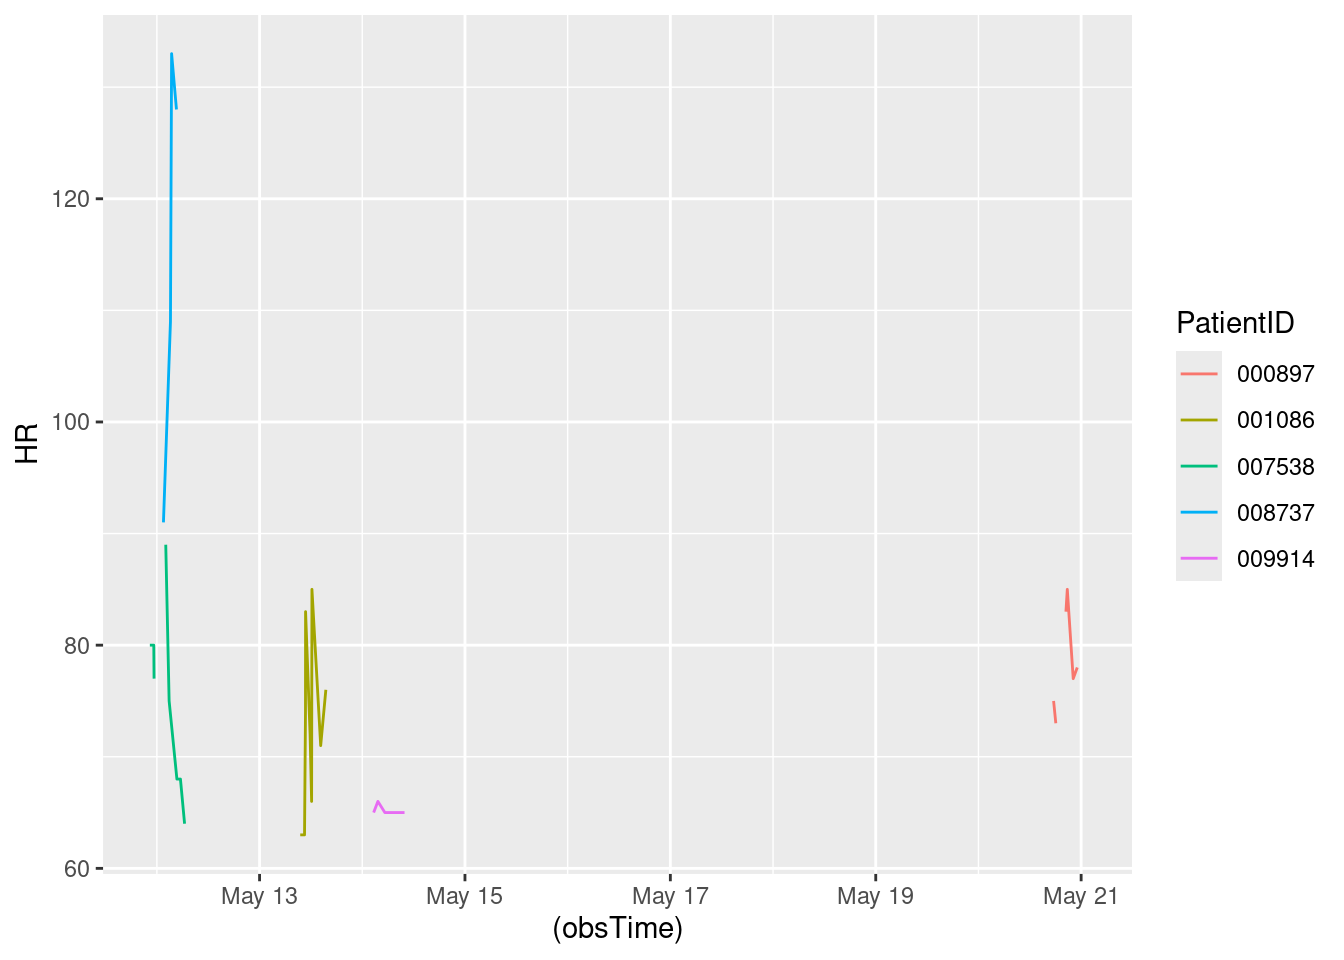 120
100
80
60
HR
May 13
May 15
May 17
May 19
May 21
(obsTime)
PatientID
000897
001086
007538
008737
009914